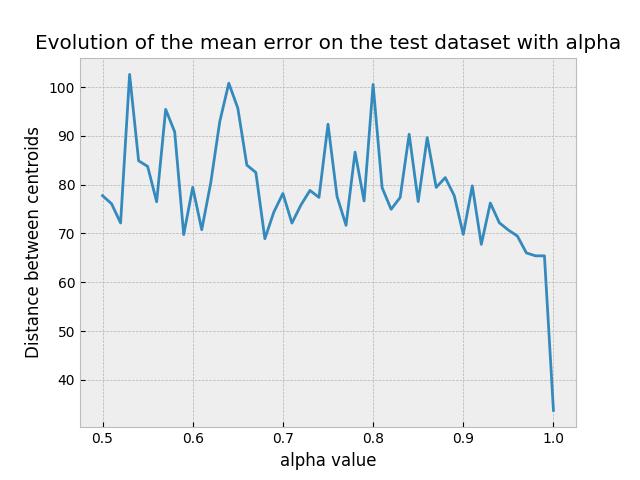 Evolution of the mean error on the test dataset with alpha
Distance between centroids
100
90
80
70
60
50
40
0.5 0.6 0.7 0.8 0.9 1.0
alpha value